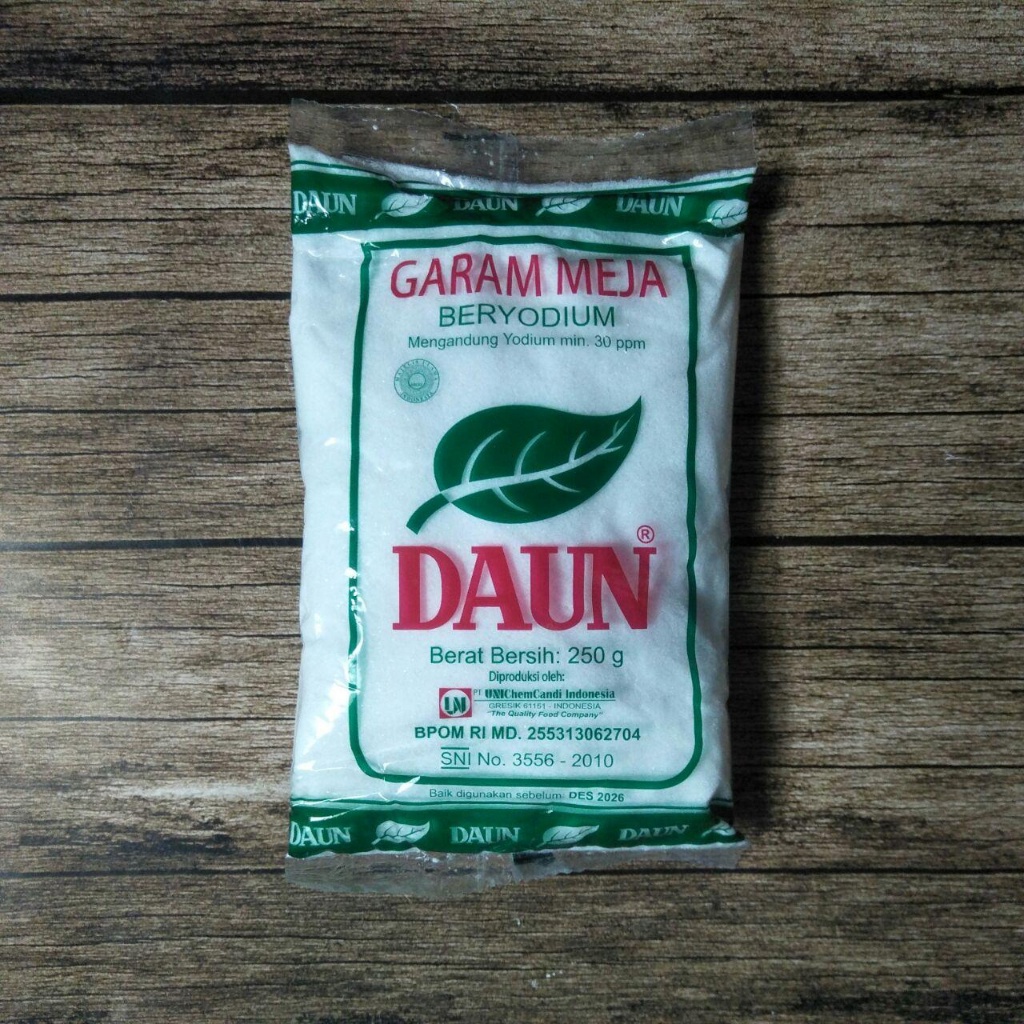 DAUN DAUN DAUN
GARAM MEJA
BERYODIUM
Mengandung Yodium min. 30 ppm
DAUN®
Berat Bersih: 250 g
Diproduksi oleh:
UN PT UNIChemCandi Indonesia
GRESIK 61151 - INDONESIA
"The Quality Food Company"
BPOM RI MD. 255313062704
SNI No. 3556 - 2010
Baik digunakan sebelum: DES 2026
DAUN DAUN DAUN